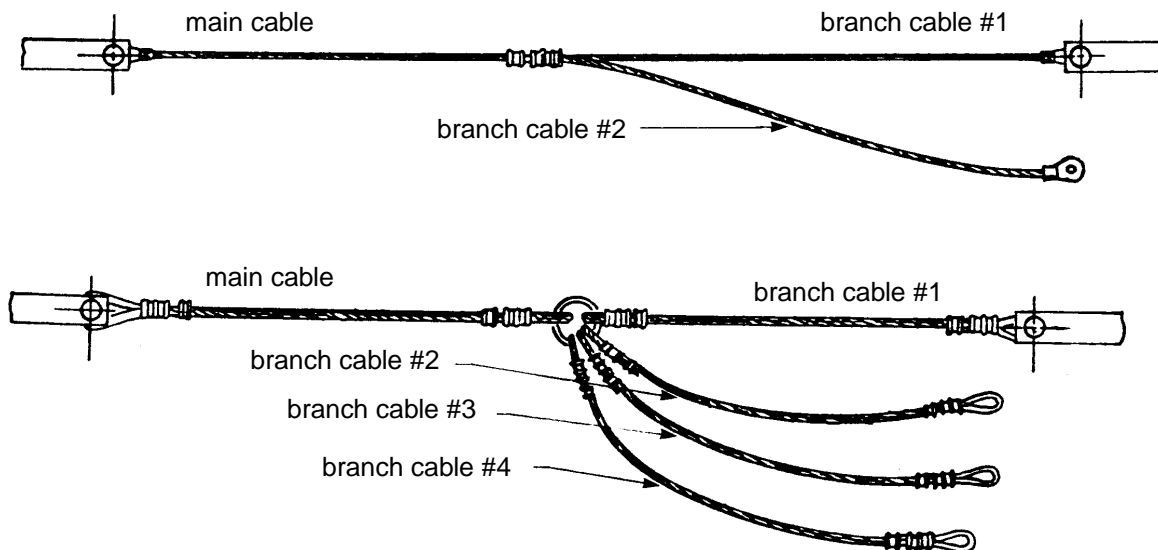 main cable
branch cable #1
branch cable #2
main cable
branch cable #1
branch cable #2
branch cable #3
branch cable #4